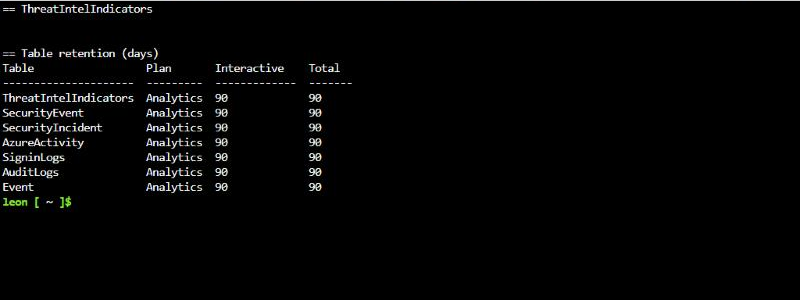 == ThreatIntelIndicators
== Table retention (days)
Table Plan Interactive Total
--------------------- --------- ------------- -------
ThreatIntelIndicators Analytics 90 90
SecurityEvent Analytics 90 90
SecurityIncident Analytics 90 90
AzureActivity Analytics 90 90
SigninLogs Analytics 90 90
AuditLogs Analytics 90 90
Event Analytics 90 90
leon [ ~ ]$